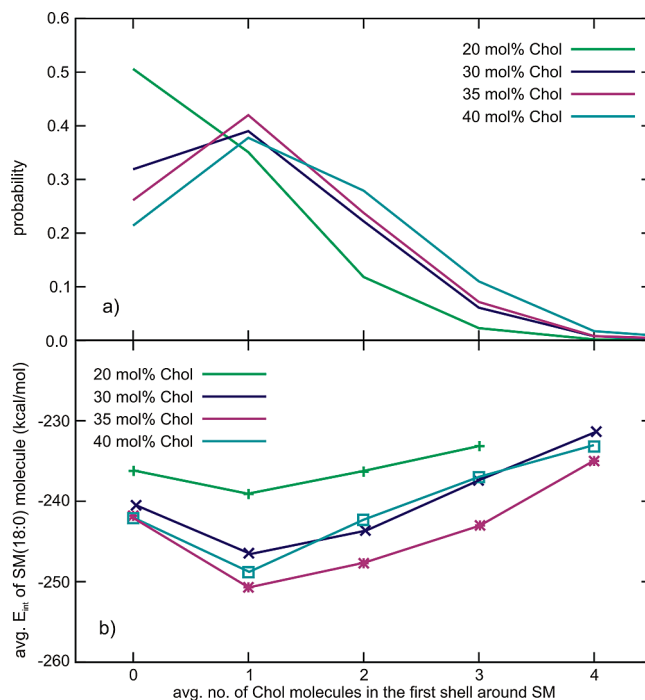 0.6
0.5
0.4
0.3
0.2
0.1
0.0
probability
20 mol% Chol
30 mol% Chol
35 mol% Chol
40 mol% Chol
a)
20 mol% Chol
30 mol% Chol
35 mol% Chol
40 mol% Chol
-230
-240
-250
-260
avg. Eint of SM(18:0) molecule (kcal/mol)
b)
0 1 2 3 4
avg. no. of Chol molecules in the first shell around SM